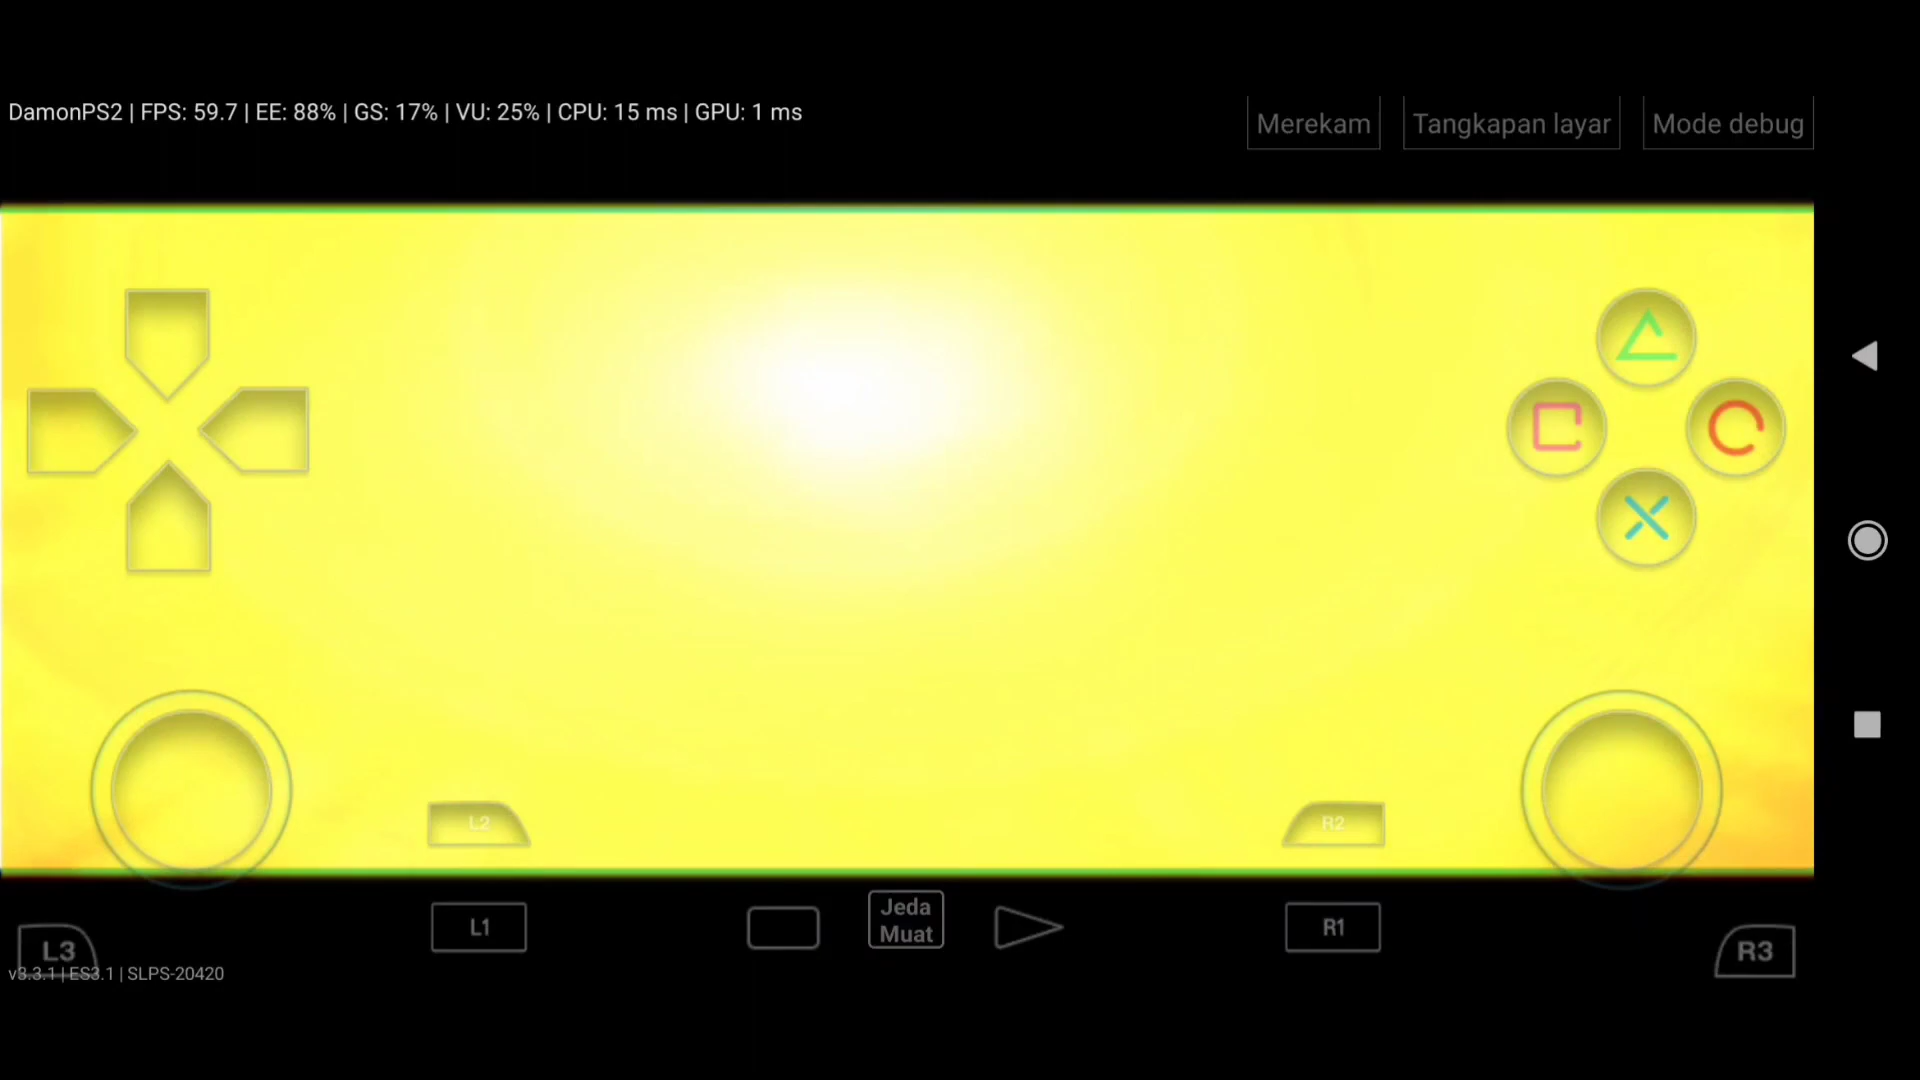 DamonPS2 | FPS: 59.7 | EE: 88% | GS: 17% | VU: 25% | CPU: 15 ms | GPU: 1 ms
Merekam
Tangkapan layar
Mode debug
L2
R2
L1
Jeda
Muat
R1
L3
R3
v3.3.1 | ES3.1 | SLPS-20420